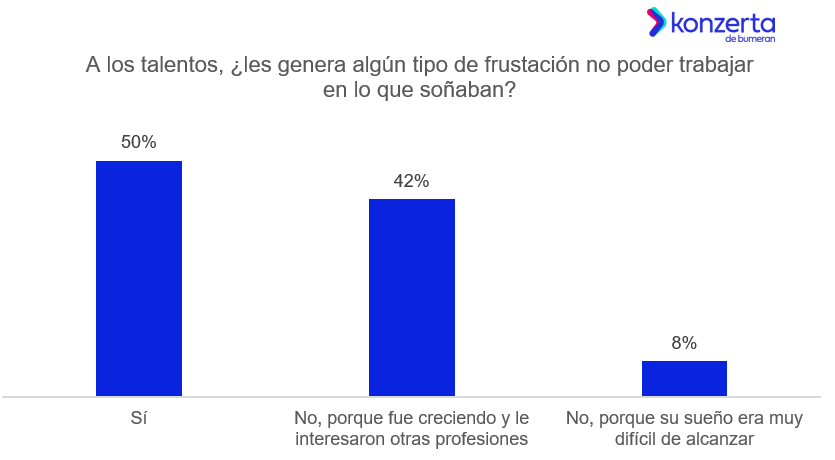 konzerta
de bumeran
A los talentos, ¿les genera algún tipo de frustación no poder trabajar
en lo que soñaban?
50%
42%
8%
Sí
No, porque fue creciendo y le
interesaron otras profesiones
No, porque su sueño era muy
difícil de alcanzar